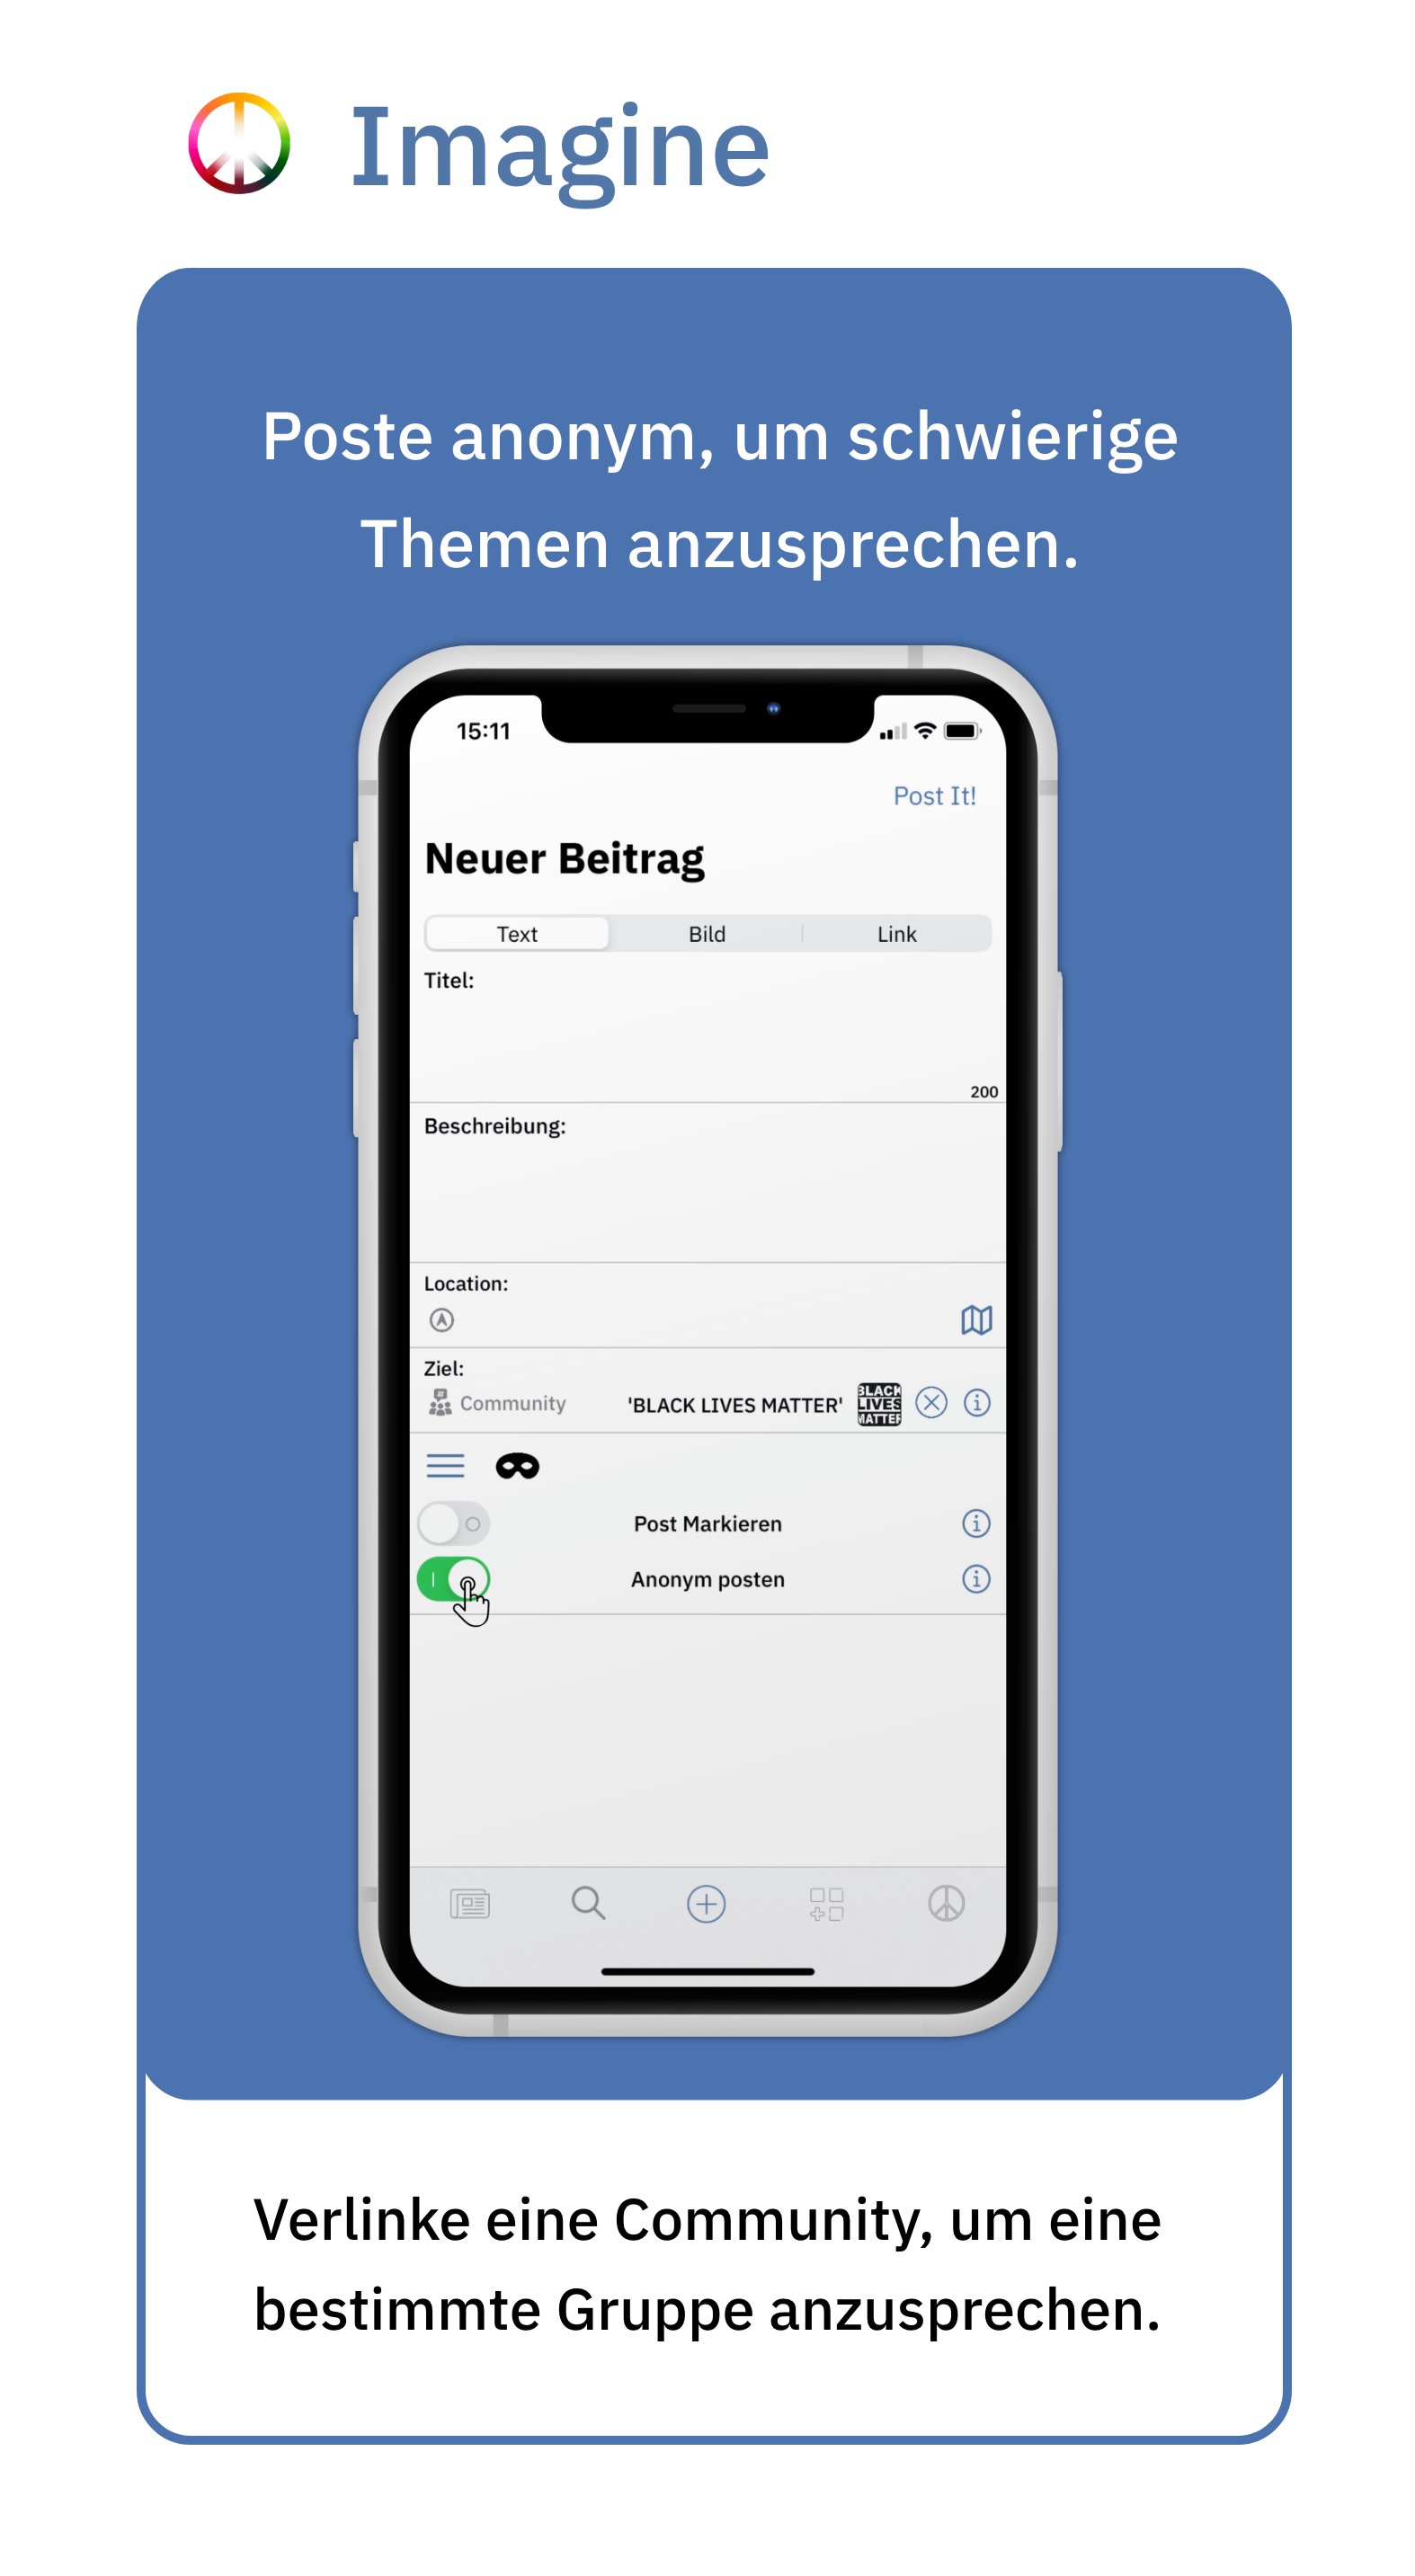 Imagine
Poste anonym, um schwierige
Themen anzusprechen.
15:11
Post It!
Neuer Beitrag
Text Bild Link
Titel:
200
Beschreibung:
Location:
Ziel:
Community 'BLACK LIVES MATTER' BLACK
LIVES
MATTER
Post Markieren
Anonym posten
Verlinke eine Community, um eine
bestimmte Gruppe anzusprechen.